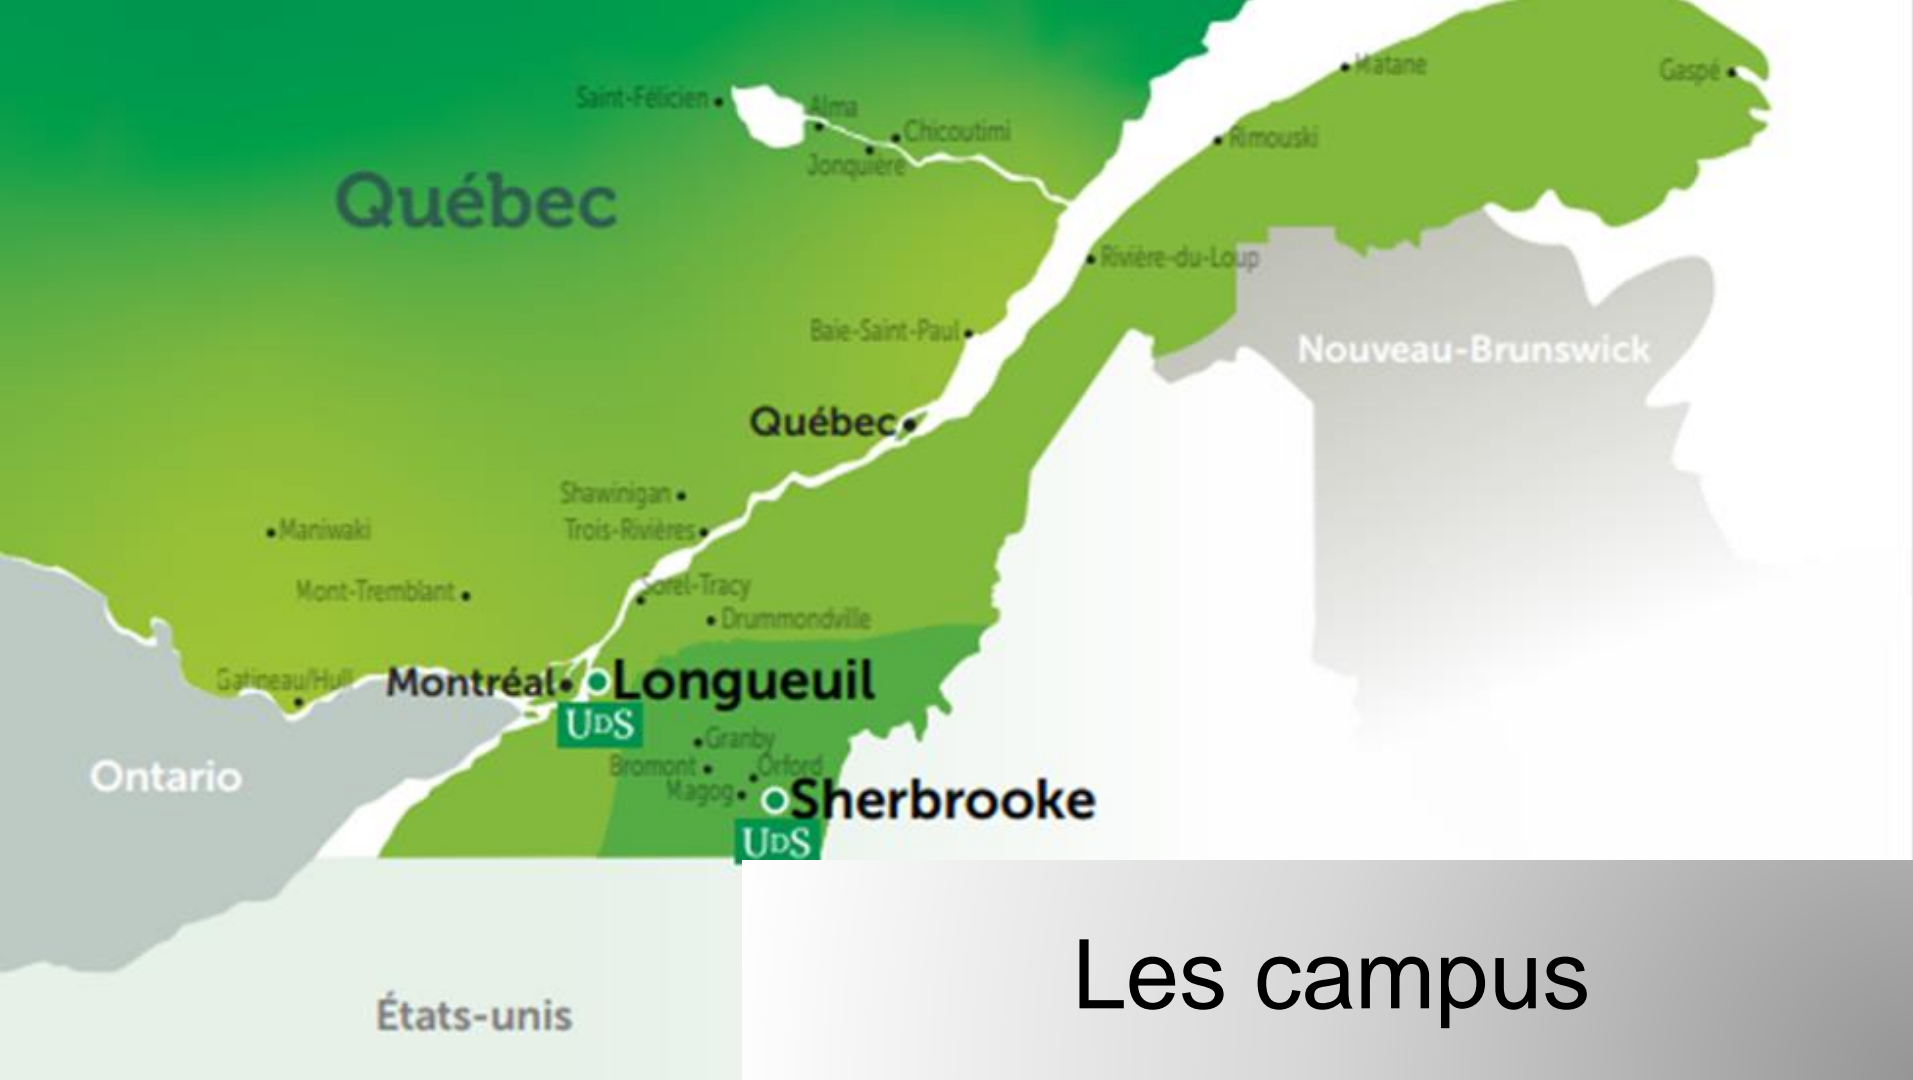 Matane
Gaspé
Saint-Félicien
Alma
Chicoutimi
Rimouski
Jonquière
Québec
Rivière-du-Loup
Baie-Saint-Paul
Nouveau-Brunswick
Québec
Shawinigan
Maniwaki
Trois-Rivières
Mont-Tremblant
Sorel-Tracy
Drummondville
Gatineau/Hull
Montréal
Longueuil
UDS
Granby
Bromont
Orford
Ontario
Magog
Sherbrooke
UDS
Les campus
États-unis